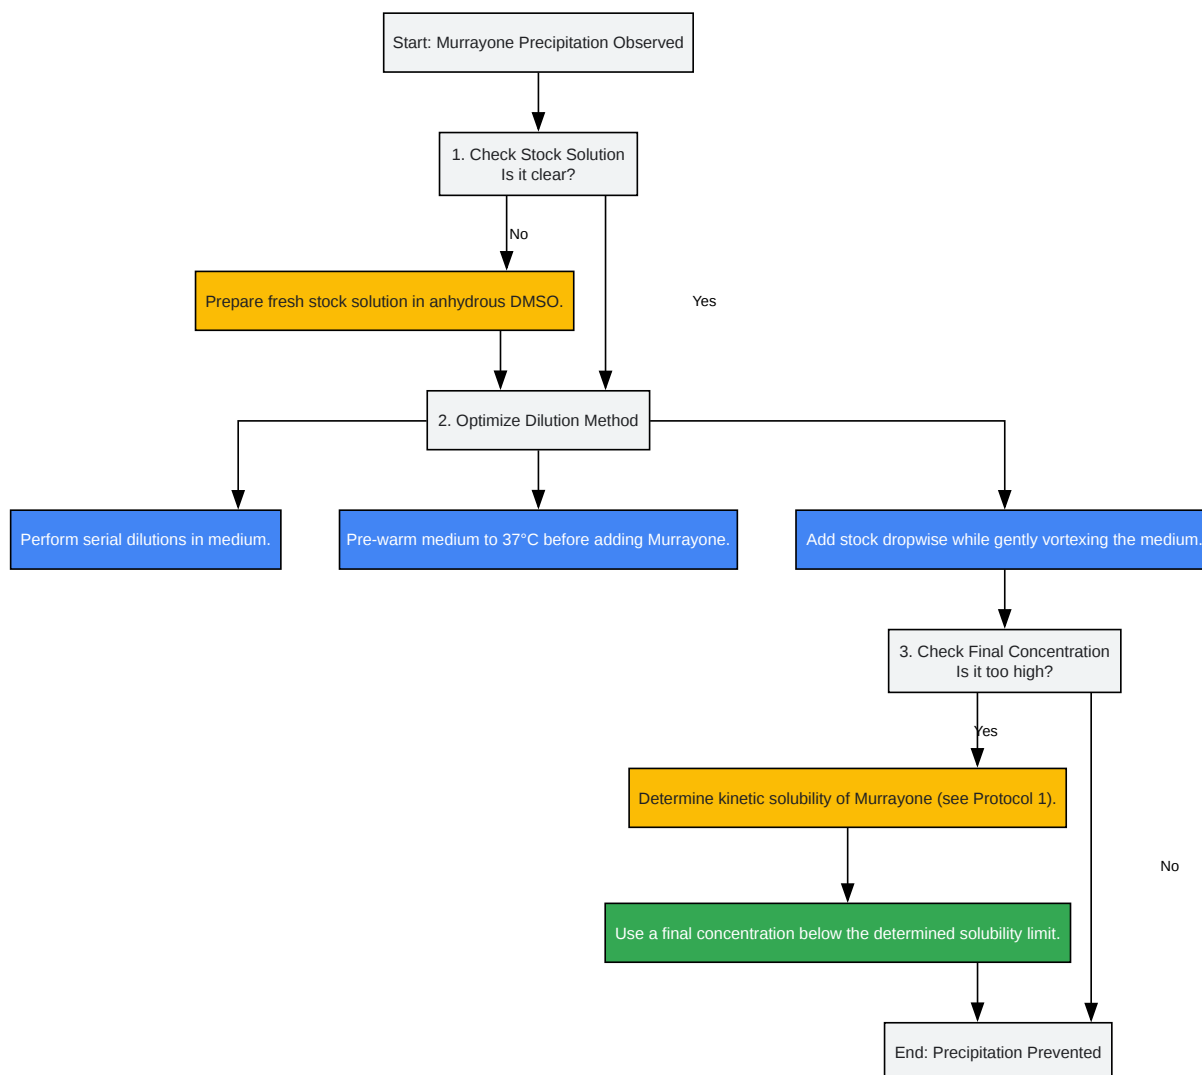 Start: Murrayone Precipitation Observed
1. Check Stock Solution
Is it clear?
No
Prepare fresh stock solution in anhydrous DMSO.
Yes
2. Optimize Dilution Method
Perform serial dilutions in medium.
Pre-warm medium to 37°C before adding Murrayone.
Add stock dropwise while gently vortexing the medium.
3. Check Final Concentration
Is it too high?
Yes
Determine kinetic solubility of Murrayone (see Protocol 1).
No
Use a final concentration below the determined solubility limit.
End: Precipitation Prevented